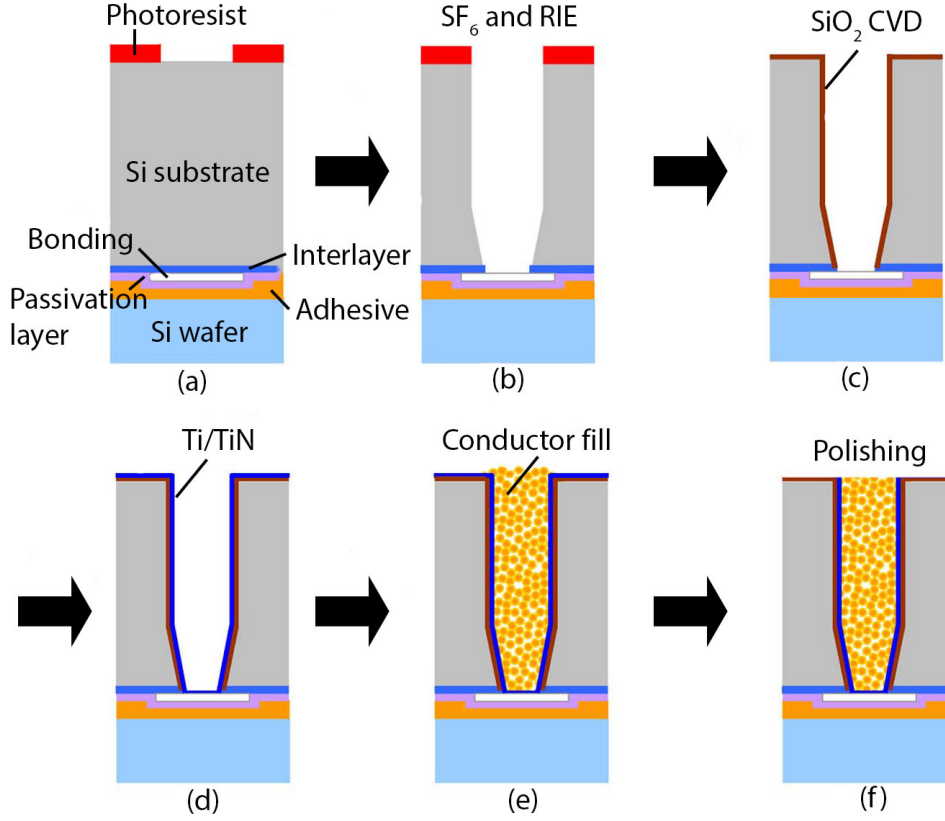 Photoresist
SF₆ and RIE
SiO₂ CVD
Si substrate
Bonding
Interlayer
Passivation
layer
Adhesive
Si wafer
(a)
(b)
(c)
Ti/TiN
Conductor fill
Polishing
(d)
(e)
(f)